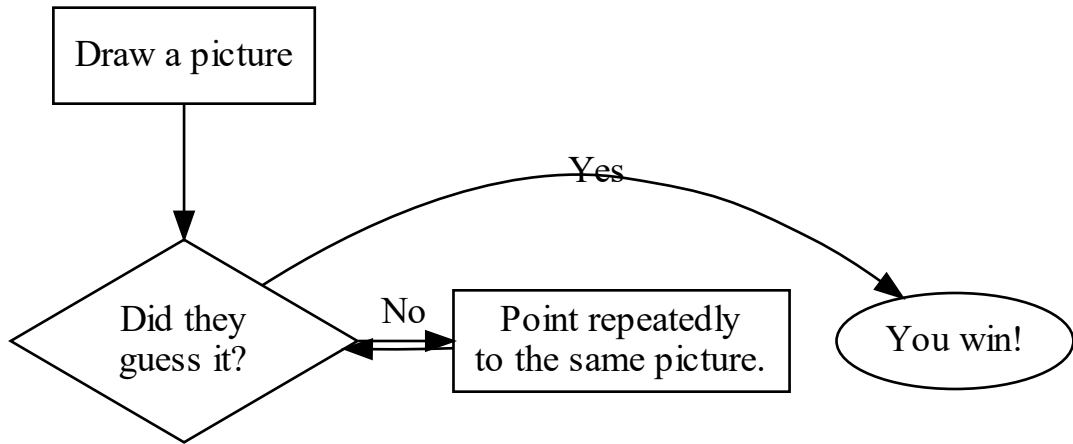 Draw a picture
Yes
Did they
guess it?
No
Point repeatedly
to the same picture.
You win!